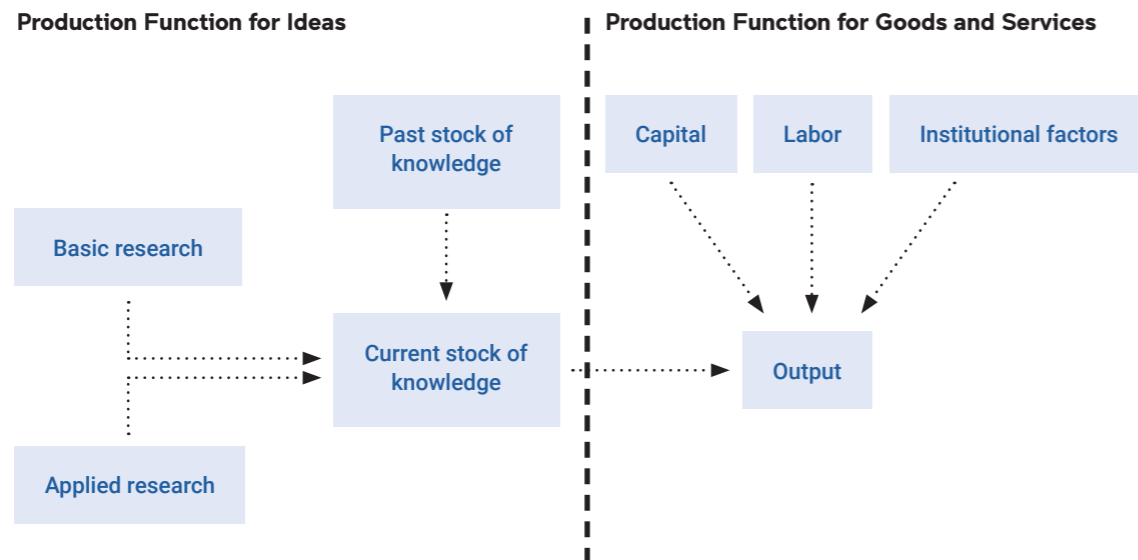 Production Function for Ideas
Production Function for Goods and Services
Past stock of
knowledge
Capital
Labor
Institutional factors
Basic research
Current stock of
knowledge
Output
Applied research